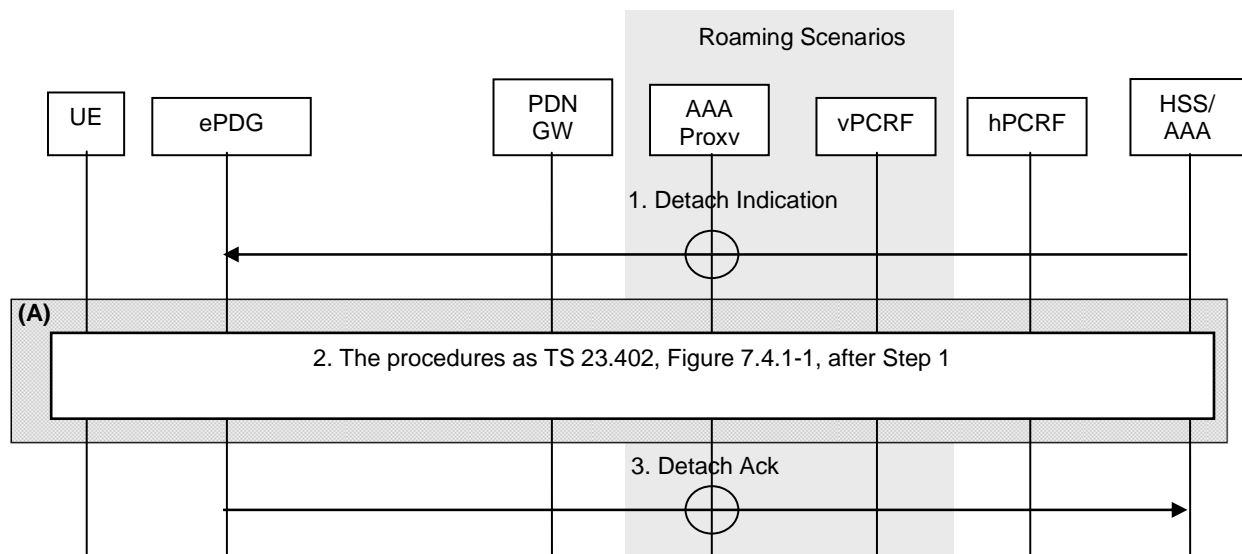 Roaming Scenarios
UE
ePDG
PDN
GW
AAA
Proxv
vPCRF
hPCRF
HSS/
AAA
1. Detach Indication
(A)
2. The procedures as TS 23.402, Figure 7.4.1-1, after Step 1
3. Detach Ack